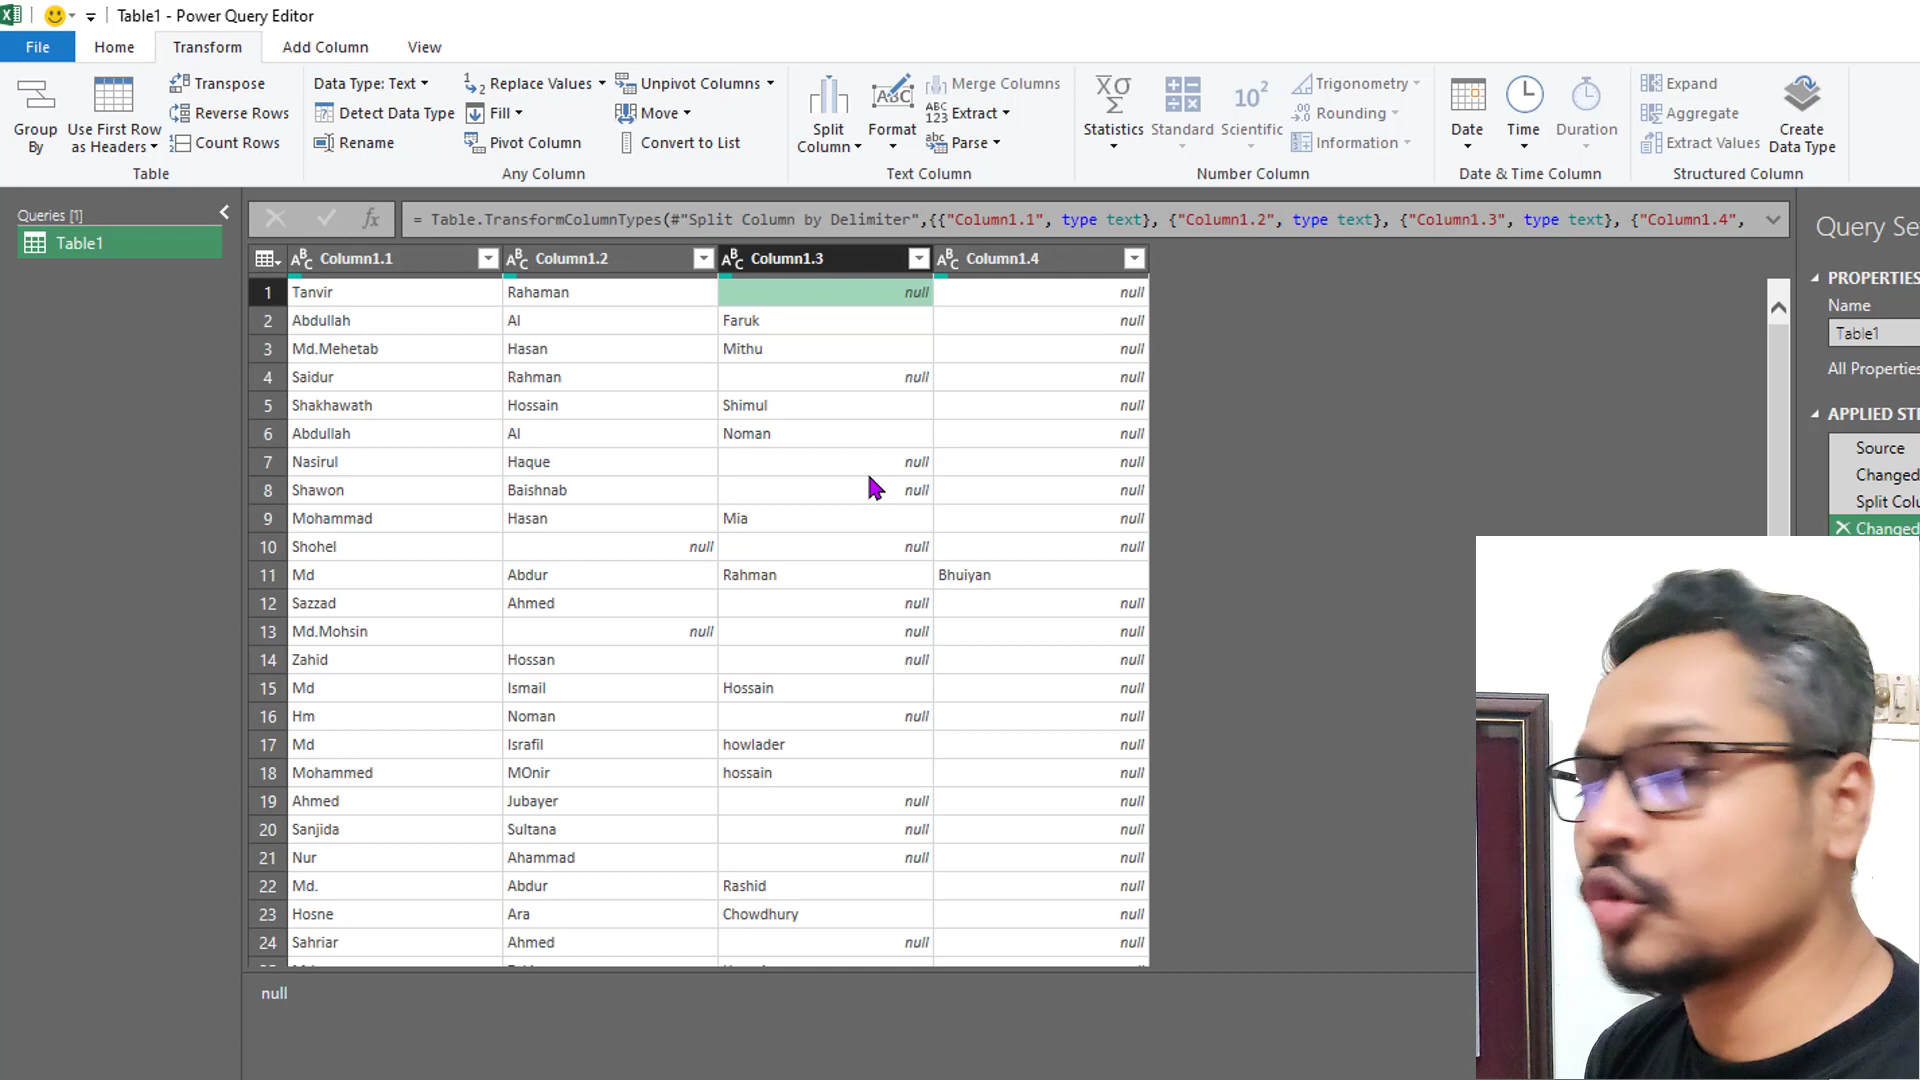 Table1 - Power Query Editor
File Home Transform Add Column View
Group By
Use First Row as Headers
Transpose
Reverse Rows
Count Rows
Table
Data Type: Text
Detect Data Type
Rename
Replace Values
Fill
Pivot Column
Unpivot Columns
Move
Convert to List
Any Column
Split Column
Format
Merge Columns
Extract
Parse
Text Column
Statistics
Standard
Scientific
Trigonometry
Rounding
Information
Number Column
Date
Time
Duration
Date & Time Column
Expand
Aggregate
Extract Values
Create Data Type
Structured Column
Queries [1]
Table1
fx = Table.TransformColumnTypes(#"Split Column by Delimiter",{{"Column1.1", type text}, {"Column1.2", type text}, {"Column1.3", type text}, {"Column1.4",
Column1.1 Column1.2 Column1.3 Column1.4
1 Tanvir Rahaman null null
2 Abdullah Al Faruk null
3 Md.Mehetab Hasan Mithu null
4 Saidur Rahman null null
5 Shakhawath Hossain Shimul null
6 Abdullah Al Noman null
7 Nasirul Haque null null
8 Shawon Baishnab null null
9 Mohammad Hasan Mia null
10 Shohel null null null
11 Md Abdur Rahman Bhuiyan
12 Sazzad Ahmed null null
13 Md.Mohsin null null null
14 Zahid Hossan null null
15 Md Ismail Hossain null
16 Hm Noman null null
17 Md Israfil howlader null
18 Mohammed MOnir hossain null
19 Ahmed Jubayer null null
20 Sanjida Sultana null null
21 Nur Ahammad null null
22 Md. Abdur Rashid null
23 Hosne Ara Chowdhury null
24 Sahriar Ahmed null null
null
Query Se
PROPERTIES
Name
Table1
All Properties
APPLIED ST
Source
Changed
Split Colu
Changed